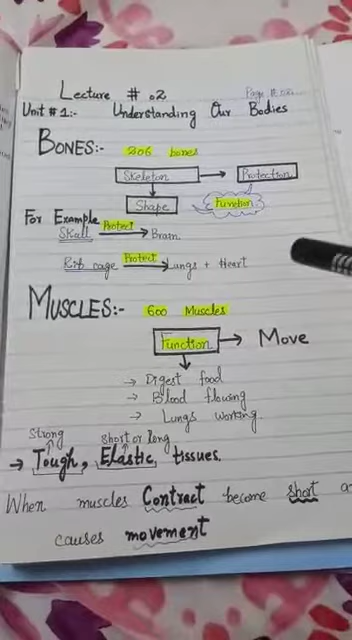 Lecture # .02
Unit # 1:- Understanding Our Bodies
BONES:- 206 bones
Skeleton → Protection
Shape Function
For Example
Skull Protect → Brain
Rib cage Protect → Lungs + Heart
MUSCLES:- 600 Muscles
Function → Move
→ Digest food
→ Blood flowing
→ Lungs working
Strong Short or long
→ Tough, Elastic tissues.
When muscles Contract become short
causes movement